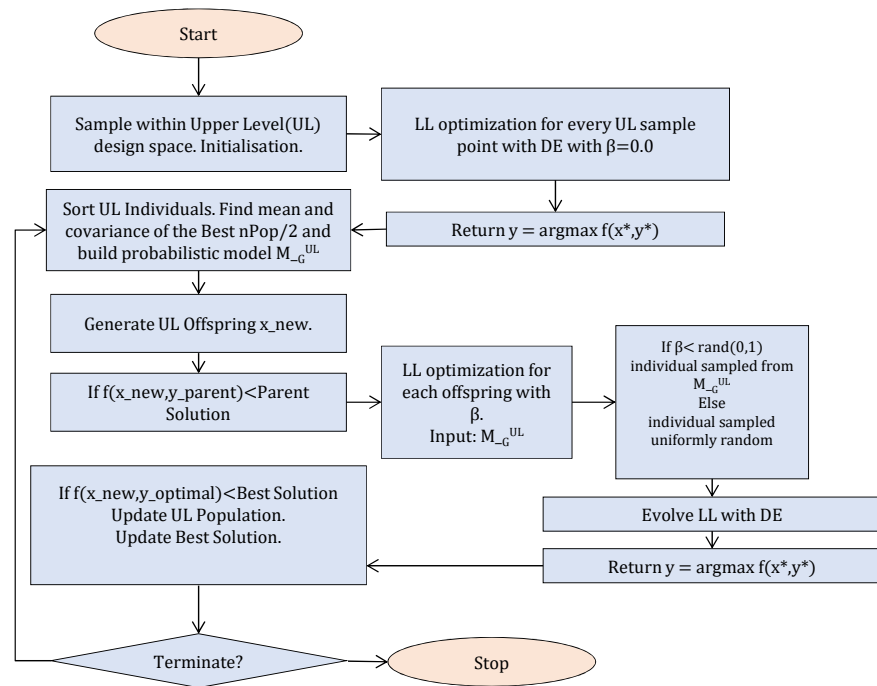 Start
Sample within Upper Level(UL)
design space. Initialisation.
LL optimization for every UL sample
point with DE with β=0.0
Return y = argmax f(x*,y*)
Sort UL Individuals. Find mean and
covariance of the Best nPop/2 and
build probabilistic model M_G^UL
Generate UL Offspring x_new.
If f(x_new,y_parent)<Parent
Solution
LL optimization for
each offspring with
β.
Input: M_G^UL
If β< rand(0,1)
individual sampled from
M_G^UL
Else
individual sampled
uniformly random
Evolve LL with DE
Return y = argmax f(x*,y*)
If f(x_new,y_optimal)<Best Solution
Update UL Population.
Update Best Solution.
Terminate?
Stop